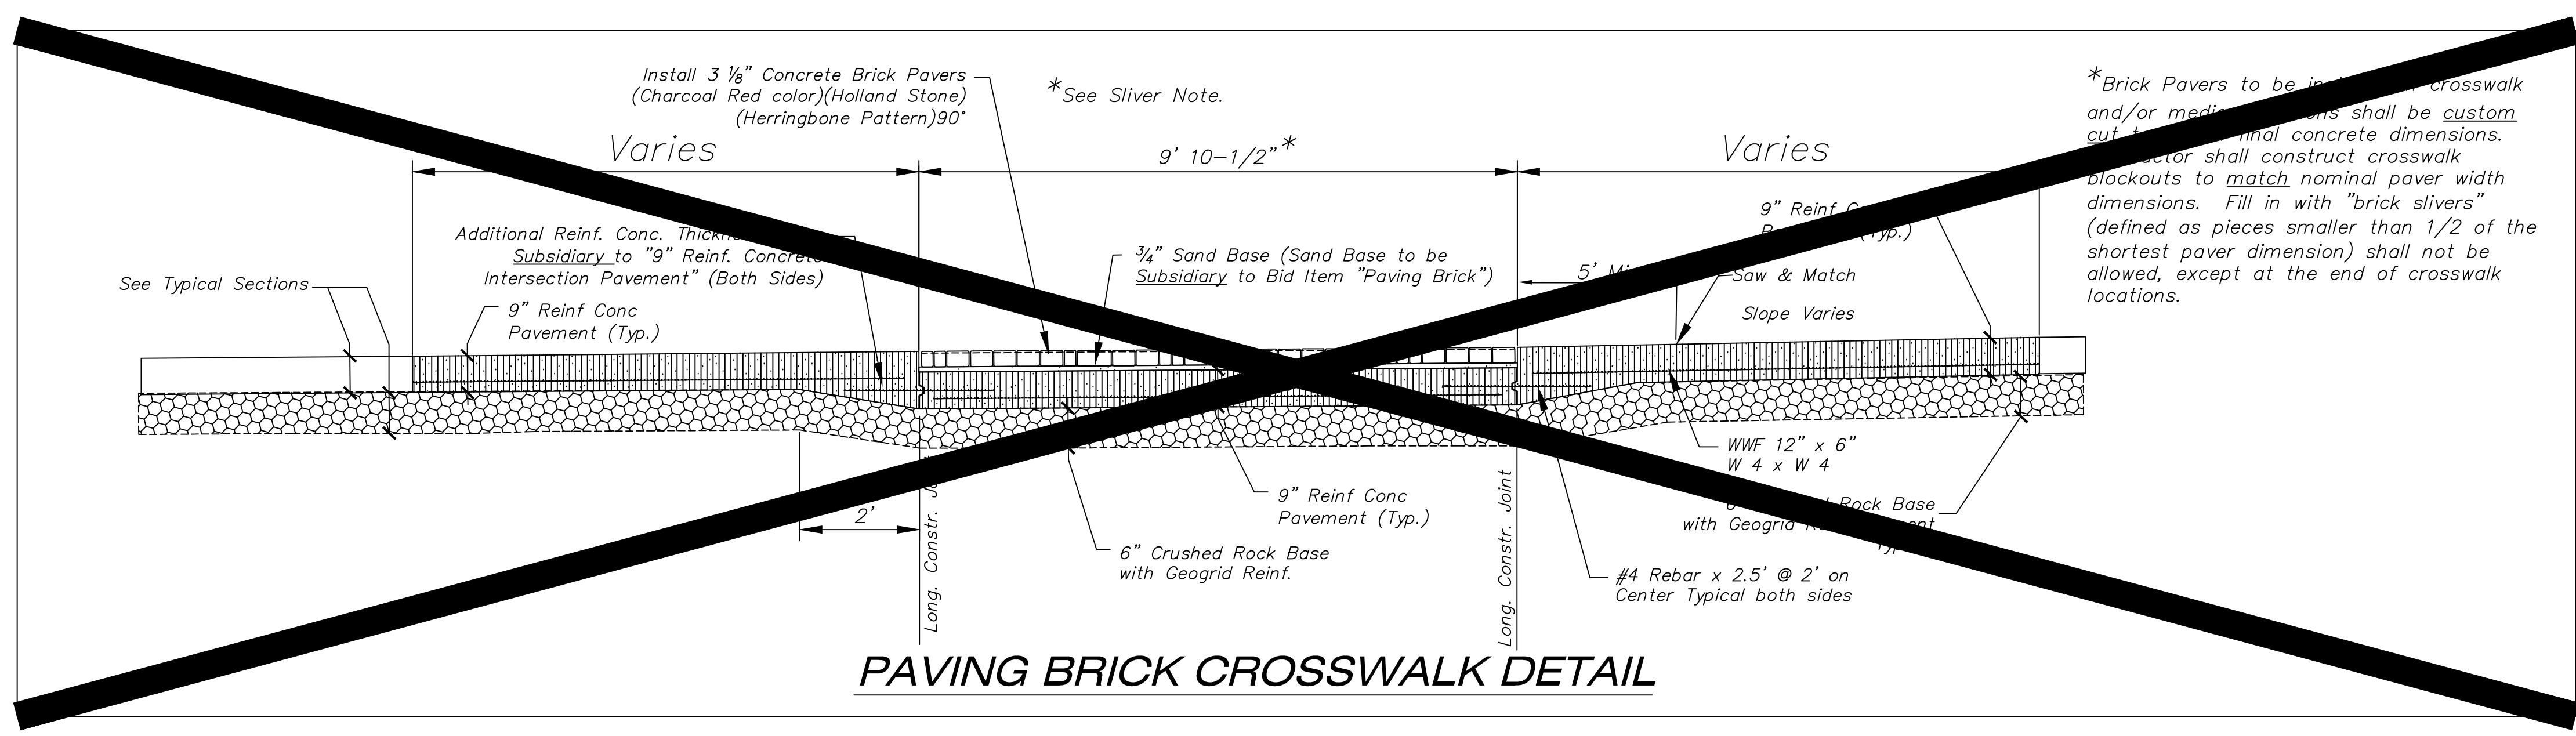 Install 3 ⅛" Concrete Brick Pavers
(Charcoal Red color)(Holland Stone)
(Herringbone Pattern)90°
*See Sliver Note.
Varies
9' 10-1/2"*
Varies
*Brick Pavers to be crosswalk
and/or shall be custom
cut final concrete dimensions.
shall construct crosswalk
blockouts to match nominal paver width
dimensions. Fill in with "brick slivers"
(defined as pieces smaller than 1/2 of the
shortest paver dimension) shall not be
allowed, except at the end of crosswalk
locations.
Additional Reinf. Conc.
Subsidiary to "9" Reinf. Concrete
Intersection Pavement" (Both Sides)
See Typical Sections
9" Reinf Conc
Pavement (Typ.)
¾" Sand Base (Sand Base to be
Subsidiary to Bid Item "Paving Brick")
9" Reinf
(Typ.)
5'
Saw & Match
Slope Varies
WWF 12" x 6"
W 4 x W 4
Rock Base
with Geogrid
2'
9" Reinf Conc
Pavement (Typ.)
6" Crushed Rock Base
with Geogrid Reinf.
#4 Rebar x 2.5' @ 2' on
Center Typical both sides
Long. Constr.
Long. Constr. Joint
PAVING BRICK CROSSWALK DETAIL